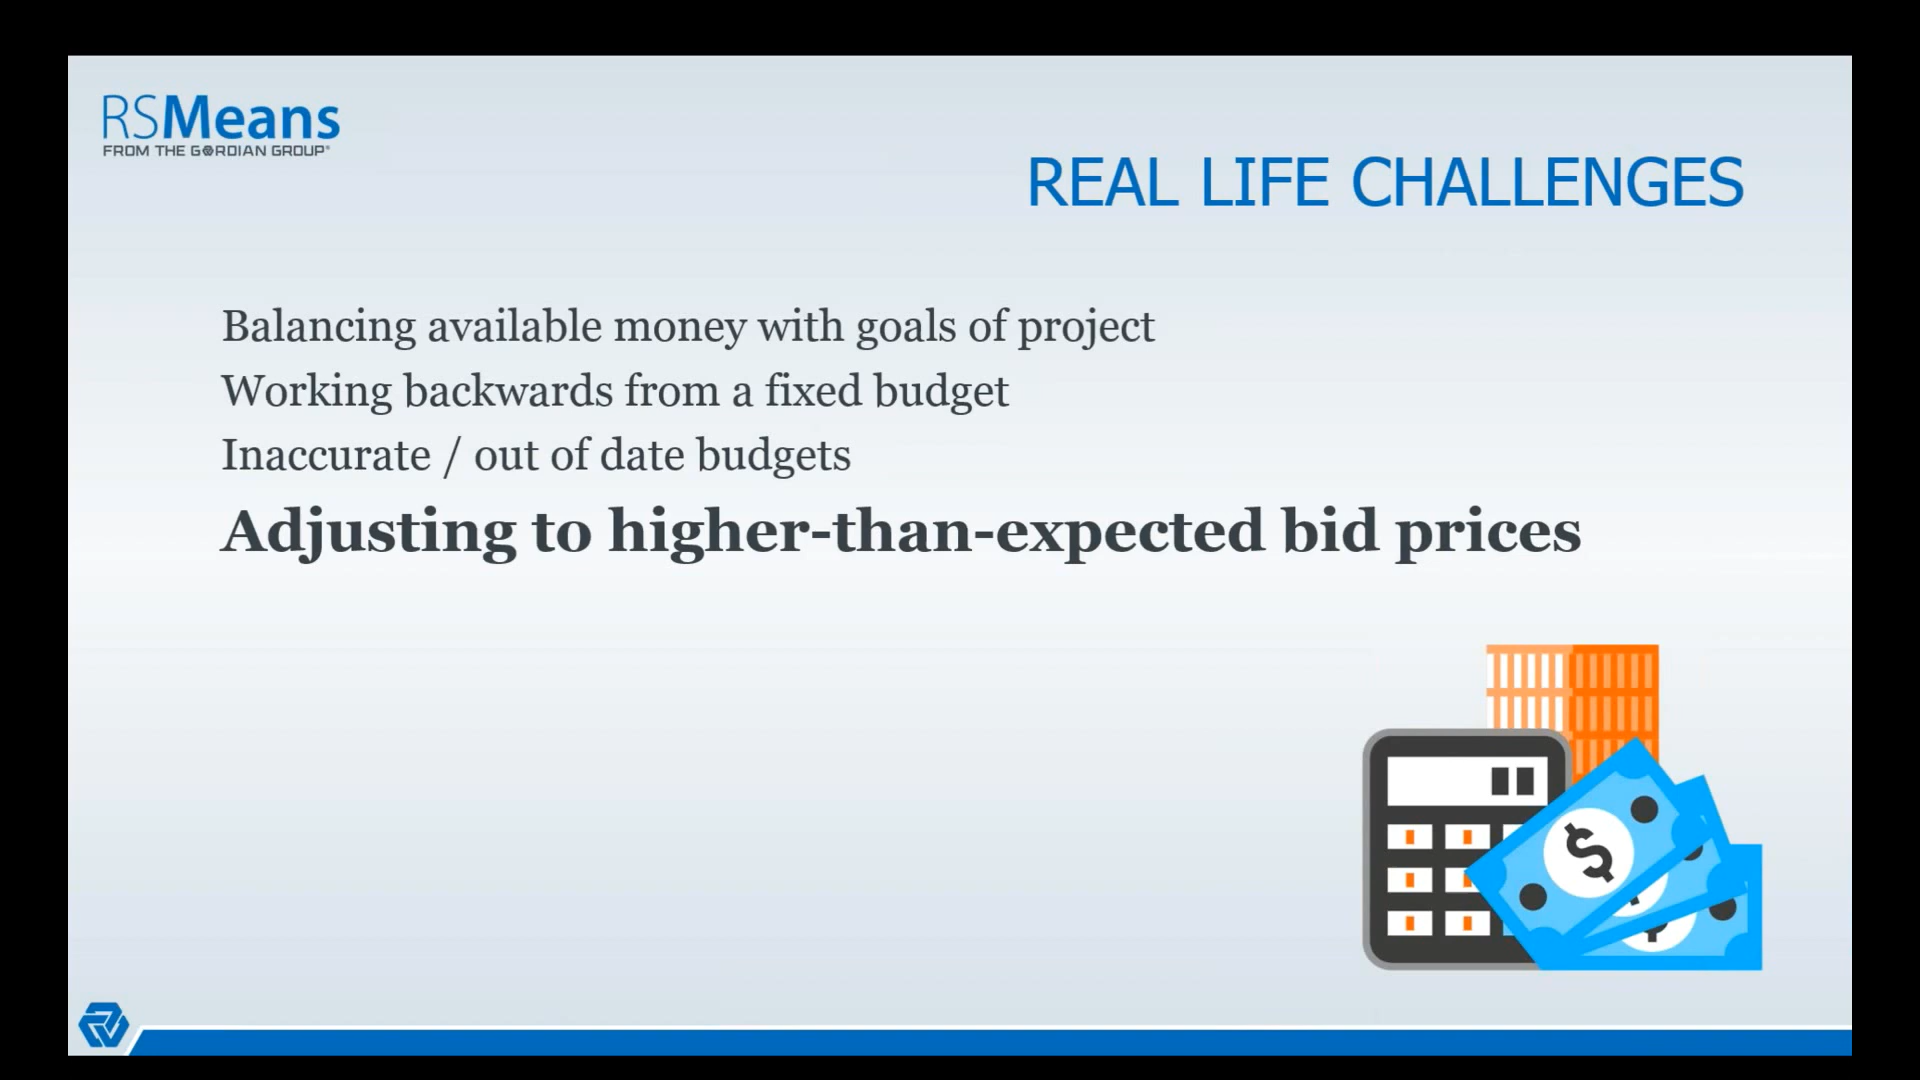 RSMeans
FROM THE GORDIAN GROUP®
REAL LIFE CHALLENGES
Balancing available money with goals of project
Working backwards from a fixed budget
Inaccurate / out of date budgets
Adjusting to higher-than-expected bid prices
$